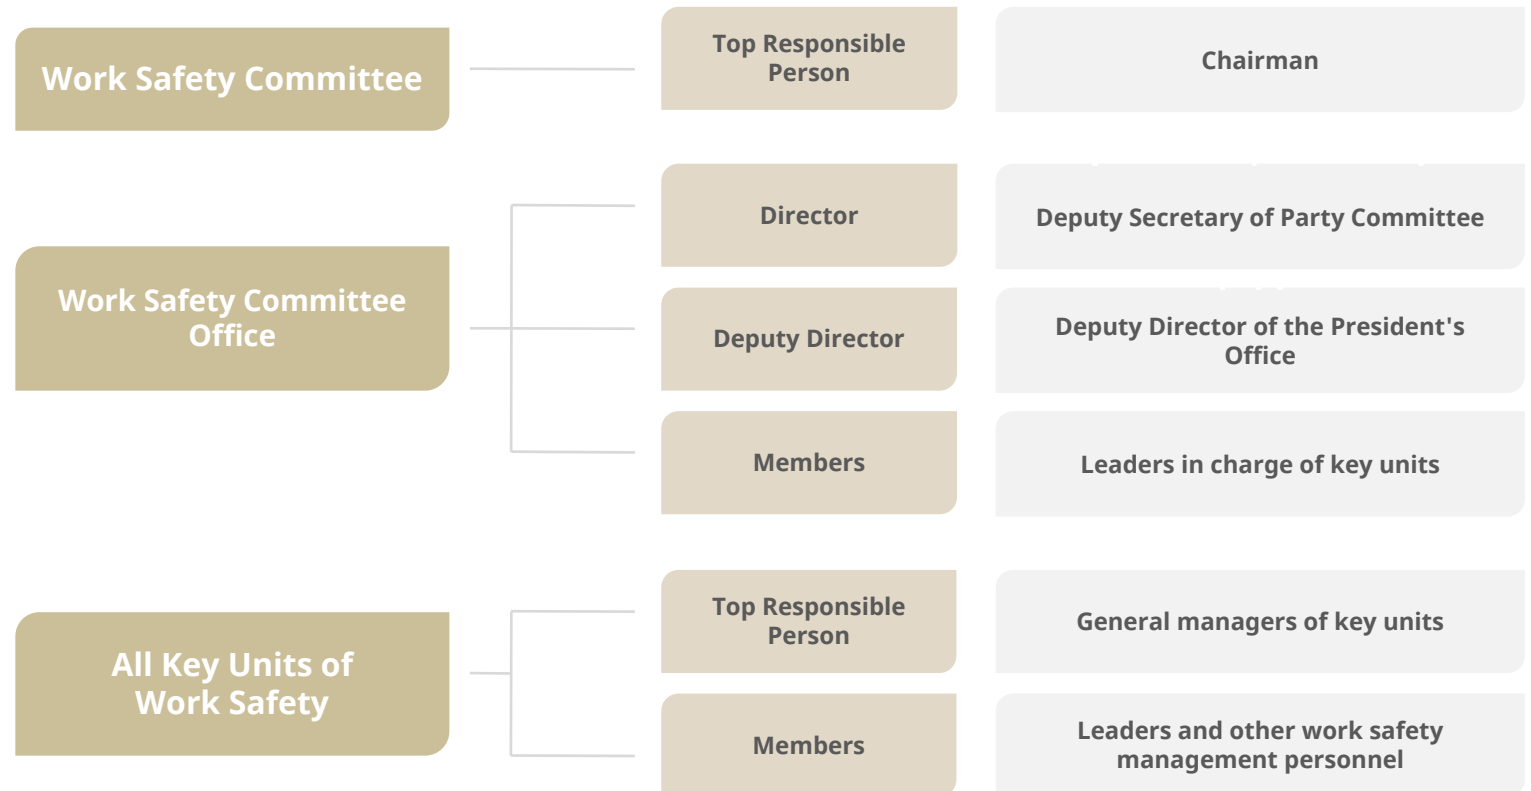 Work Safety Committee
Top Responsible
Person
Chairman
Work Safety Committee
Office
Director
Deputy Secretary of Party Committee
Deputy Director
Deputy Director of the President's
Office
Members
Leaders in charge of key units
All Key Units of
Work Safety
Top Responsible
Person
General managers of key units
Members
Leaders and other work safety
management personnel